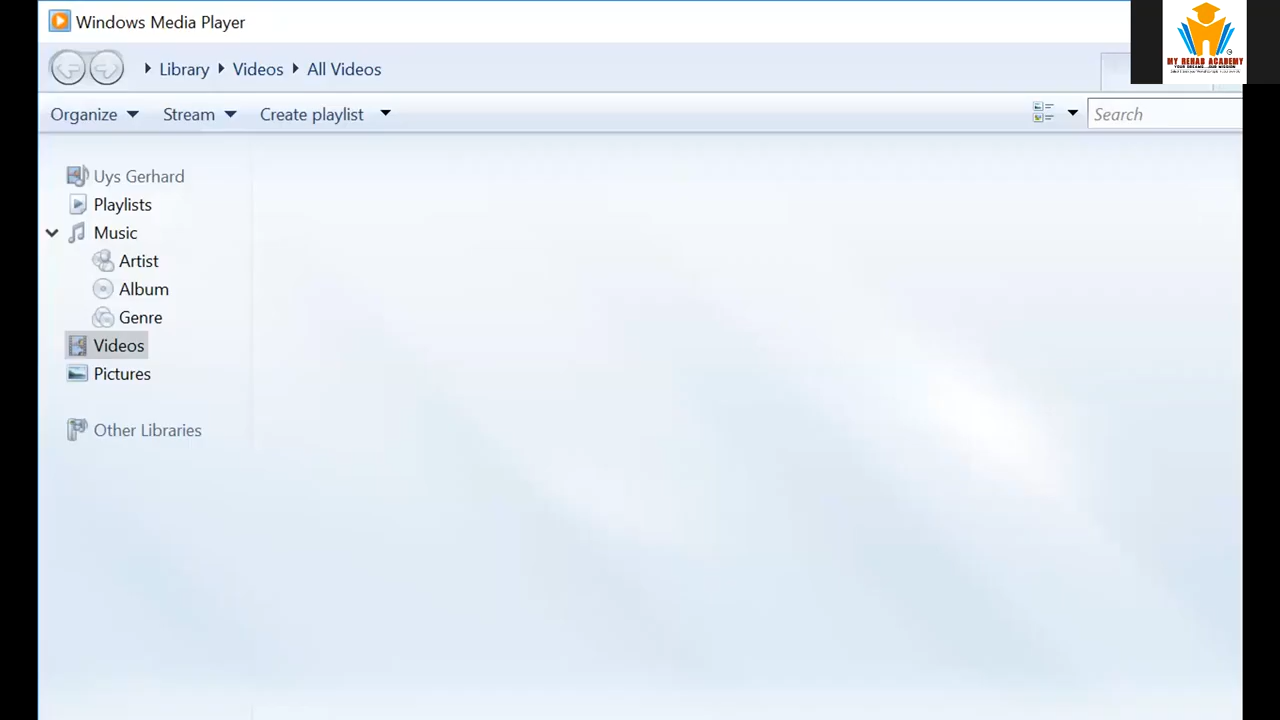 Windows Media Player
MY REHAB ACADEMY
Library Videos All Videos
Organize Stream Create playlist
Search
Uys Gerhard
Playlists
Music
Artist
Album
Genre
Videos
Pictures
Other Libraries